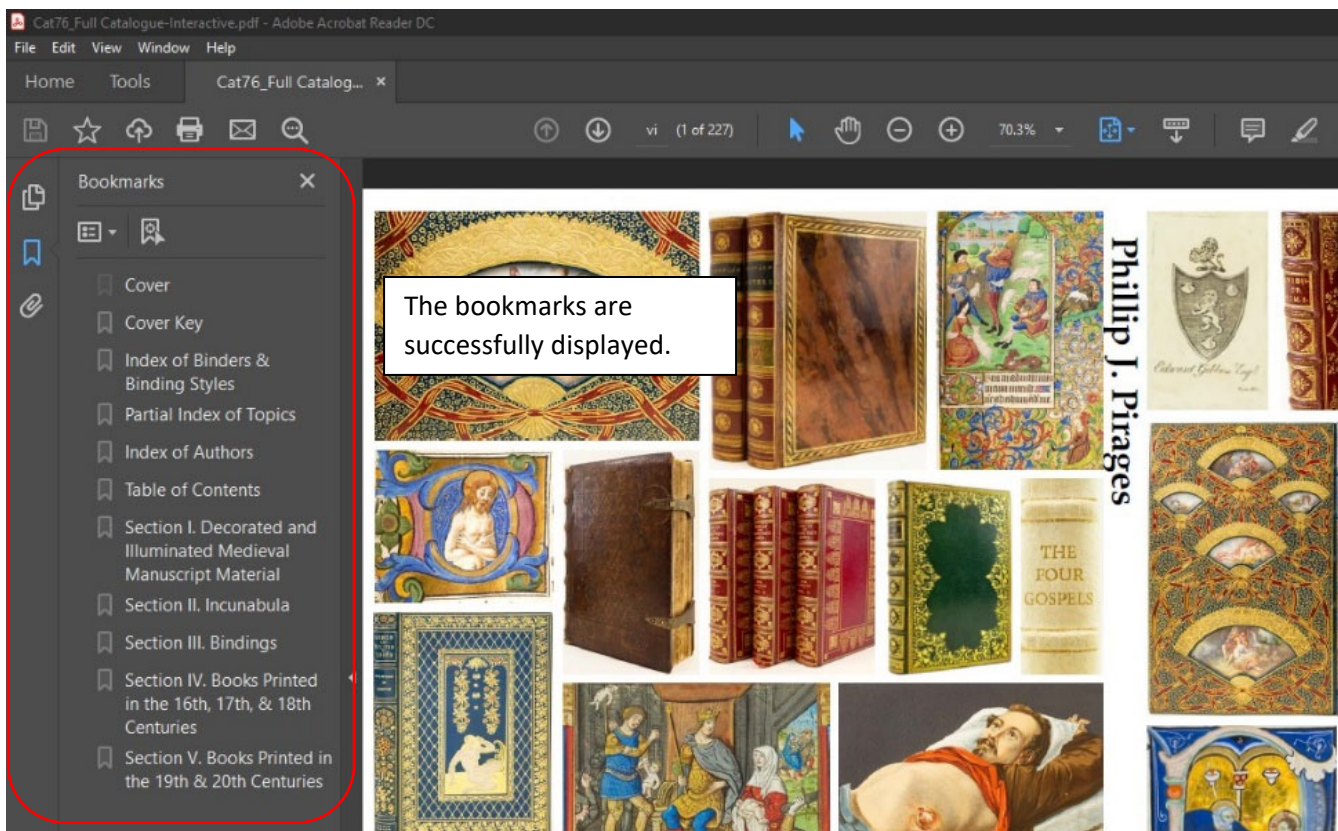 Cat76_Full Catalogue-Interactive.pdf - Adobe Acrobat Reader DC
File Edit View Window Help
Home Tools Cat76_Full Catalog... ×
vi (1 of 227) 70.3%
Bookmarks
Cover
Cover Key
Index of Binders &
Binding Styles
Partial Index of Topics
Index of Authors
Table of Contents
Section I. Decorated and
Illuminated Medieval
Manuscript Material
Section II. Incunabula
Section III. Bindings
Section IV. Books Printed
in the 16th, 17th, & 18th
Centuries
Section V. Books Printed in
the 19th & 20th Centuries
The bookmarks are
successfully displayed.
Phillip J. Pirages
THE
FOUR
GOSPELS